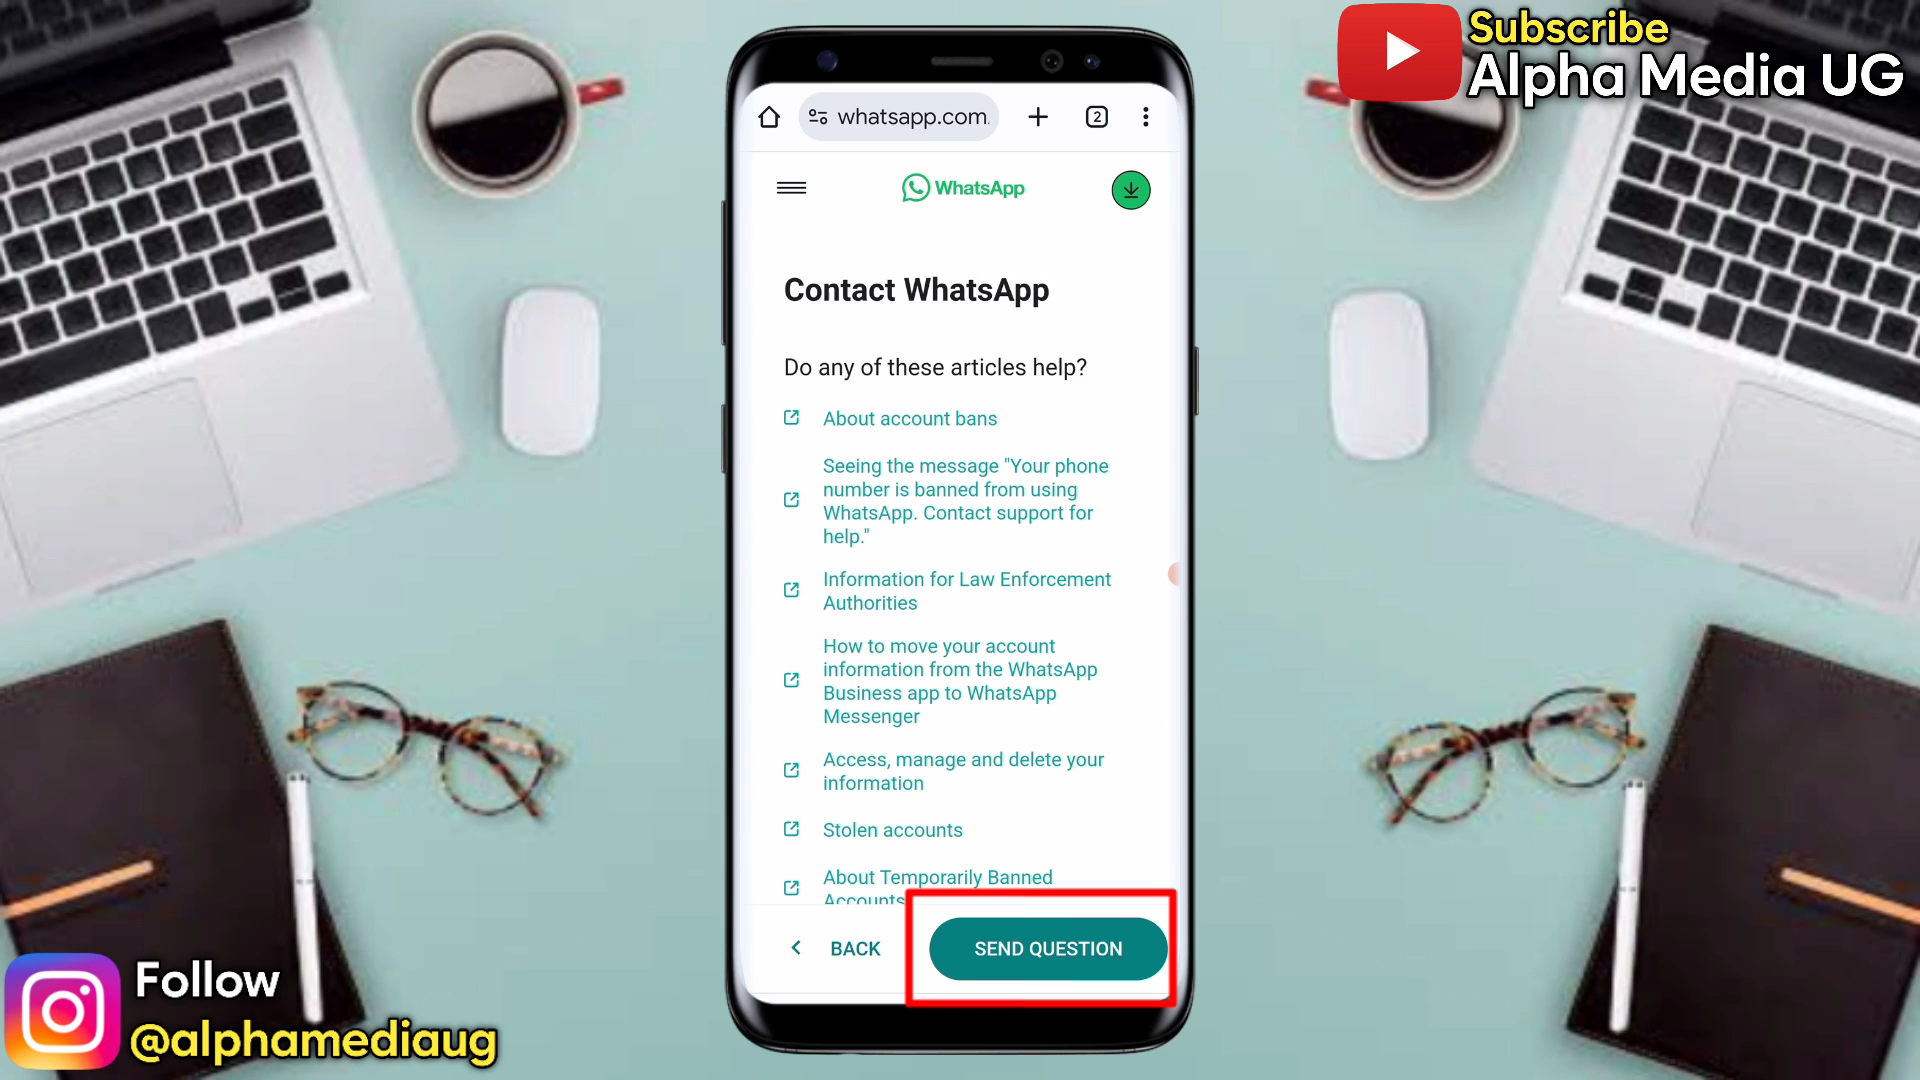 Subscribe
Alpha Media UG
whatsapp.com
2
WhatsApp
Contact WhatsApp
Do any of these articles help?
About account bans
Seeing the message "Your phone
number is banned from using
WhatsApp. Contact support for
help."
Information for Law Enforcement
Authorities
How to move your account
information from the WhatsApp
Business app to WhatsApp
Messenger
Access, manage and delete your
information
Stolen accounts
About Temporarily Banned
Accounts
BACK
SEND QUESTION
Follow
@alphamediaug